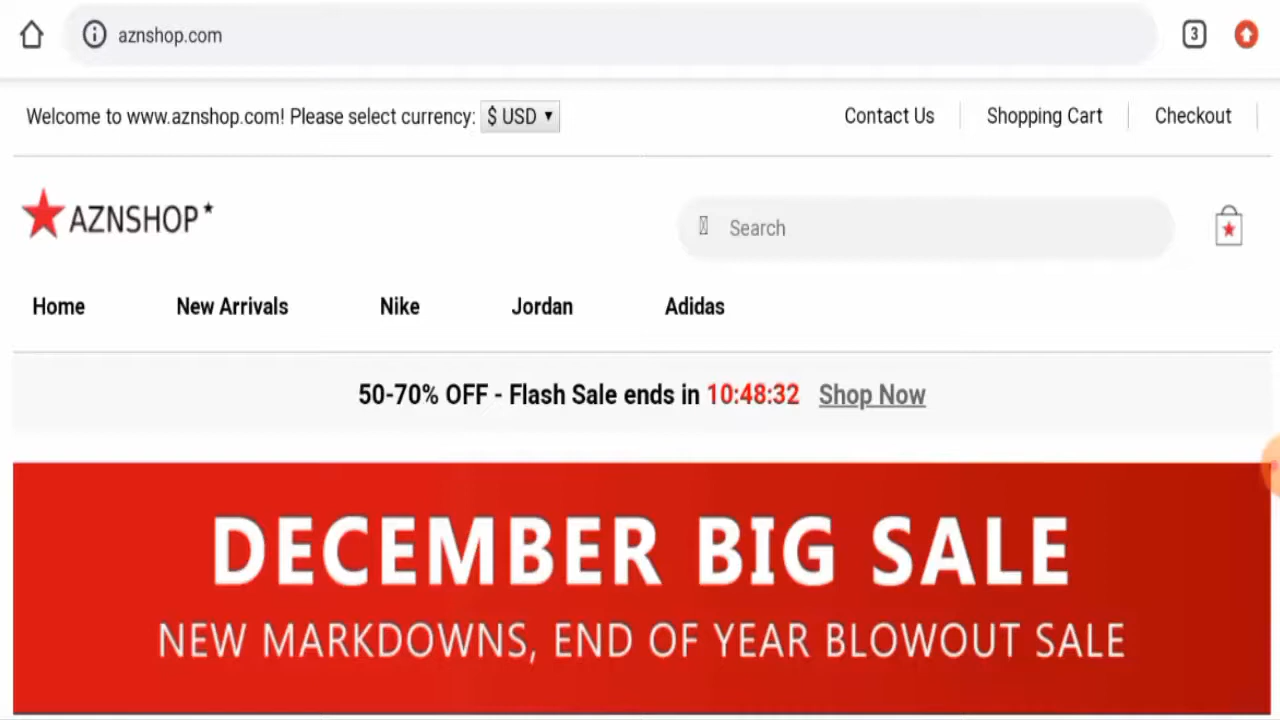 aznshop.com
3
Welcome to www.aznshop.com! Please select currency: $ USD ▼
Contact Us
Shopping Cart
Checkout
AZNSHOP★
Search
Home
New Arrivals
Nike
Jordan
Adidas
50-70% OFF - Flash Sale ends in 10:48:32 Shop Now
DECEMBER BIG SALE
NEW MARKDOWNS, END OF YEAR BLOWOUT SALE